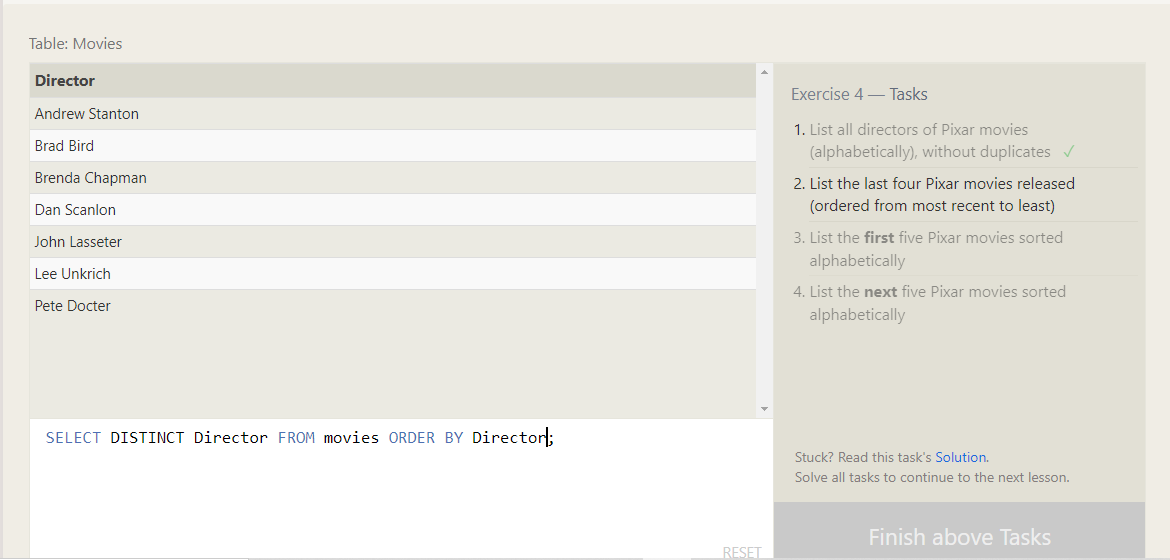 Table: Movies
Director
Andrew Stanton
Brad Bird
Brenda Chapman
Dan Scanlon
John Lasseter
Lee Unkrich
Pete Docter
SELECT DISTINCT Director FROM movies ORDER BY Director;
RESET
Exercise 4 — Tasks
1. List all directors of Pixar movies
(alphabetically), without duplicates ✓
2. List the last four Pixar movies released
(ordered from most recent to least)
3. List the first five Pixar movies sorted
alphabetically
4. List the next five Pixar movies sorted
alphabetically
Stuck? Read this task's Solution.
Solve all tasks to continue to the next lesson.
Finish above Tasks